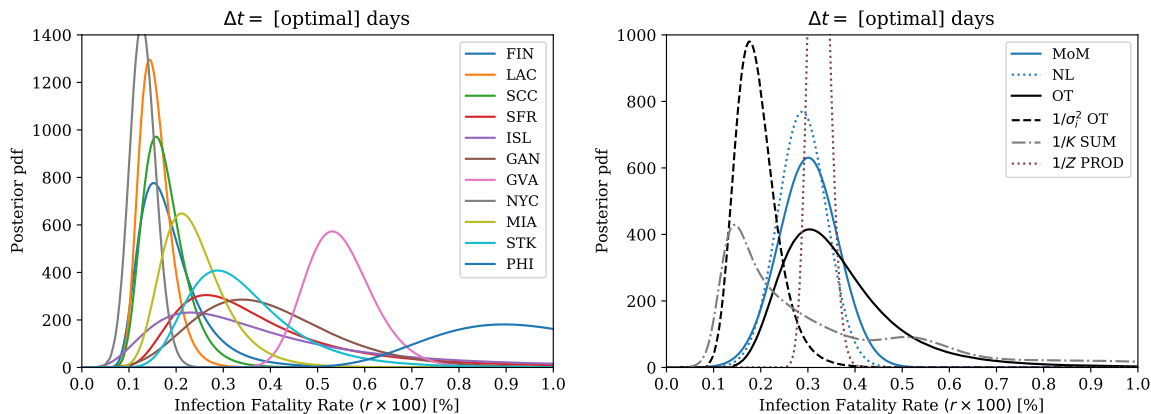 Δt = [optimal] days
Posterior pdf
1400
1200
1000
800
600
400
200
0
0.0 0.1 0.2 0.3 0.4 0.5 0.6 0.7 0.8 0.9 1.0
Infection Fatality Rate (r × 100) [%]
FIN
LAC
SCC
SFR
ISL
GAN
GVA
NYC
MIA
STK
PHI
Δt = [optimal] days
Posterior pdf
1000
800
600
400
200
0
0.0 0.1 0.2 0.3 0.4 0.5 0.6 0.7 0.8 0.9 1.0
Infection Fatality Rate (r × 100) [%]
MoM
NL
OT
1/σᵢ² OT
1/K SUM
1/Z PROD